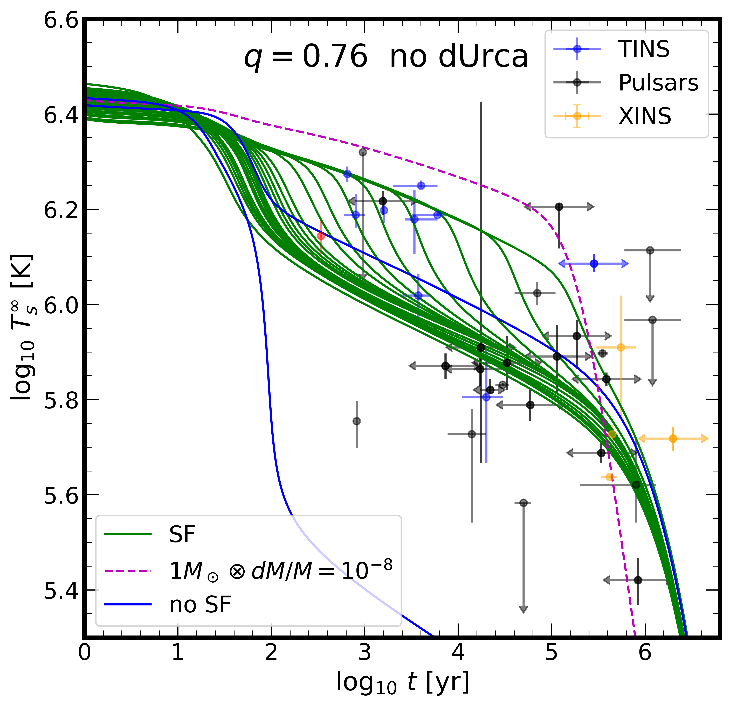 q = 0.76 no dUrca
TINS
Pulsars
XINS
6.6
6.4
6.2
6.0
5.8
5.6
5.4
log₁₀ Tₛ^∞ [K]
SF
1M⊙ ⊗ dM/M = 10⁻⁸
no SF
0 1 2 3 4 5 6
log₁₀ t [yr]